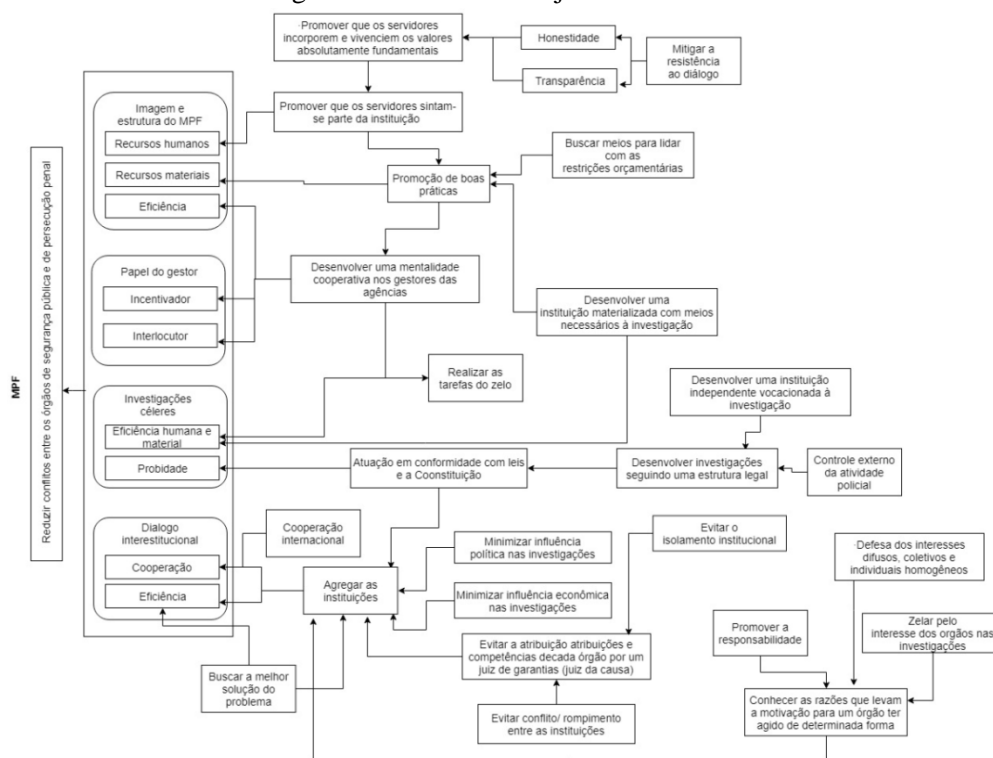 ·Promover que os servidores
incorporem e vivenciem os valores
absolutamente fundamentais
Honestidade
Transparência
Mitigar a
resistência
ao diálogo
Imagem e
estrutura do MPF
Recursos humanos
Recursos materiais
Eficiência
Promover que os servidores sintam-
se parte da instituição
Buscar meios para lidar
com as
restrições orçamentárias
Promoção de boas
práticas
Papel do gestor
Incentivador
Interlocutor
Desenvolver uma mentalidade
cooperativa nos gestores das
agências
Desenvolver uma
instituição materializada com meios
necessários à investigação
MPF
Reduzir conflitos entre os órgãos de segurança pública e de persecução penal
Realizar as
tarefas do zelo
Desenvolver uma instituição
independente vocacionada à
investigação
Investigações
céleres
Eficiência humana e
material
Probidade
Atuação em conformidade com leis
e a Coonstituição
Desenvolver investigações
seguindo uma estrutura legal
Controle externo
da atividade
policial
Dialogo
interestitucional
Cooperação
Eficiência
Cooperação
internacional
Agregar as
instituições
Minimizar influência
política nas investigações
Minimizar influência econômica
nas investigações
Evitar o
isolamento institucional
·Defesa dos interesses
difusos, coletivos e
individuais homogêneos
Promover a
responsabilidade
Zelar pelo
interesse dos orgãos nas
investigações
Buscar a melhor
solução do
problema
Evitar a atribuição atribuições e
competências decada órgão por um
juiz de garantias (juiz da causa)
Evitar conflito/ rompimento
entre as instituições
Conhecer as razões que levam
a motivação para um órgão ter
agido de determinada forma